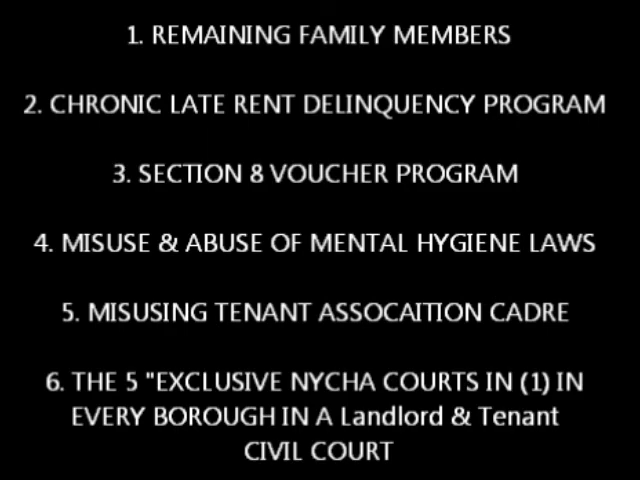 1. REMAINING FAMILY MEMBERS
2. CHRONIC LATE RENT DELINQUENCY PROGRAM
3. SECTION 8 VOUCHER PROGRAM
4. MISUSE & ABUSE OF MENTAL HYGIENE LAWS
5. MISUSING TENANT ASSOCAITION CADRE
6. THE 5 "EXCLUSIVE NYCHA COURTS IN (1) IN
EVERY BOROUGH IN A Landlord & Tenant
CIVIL COURT